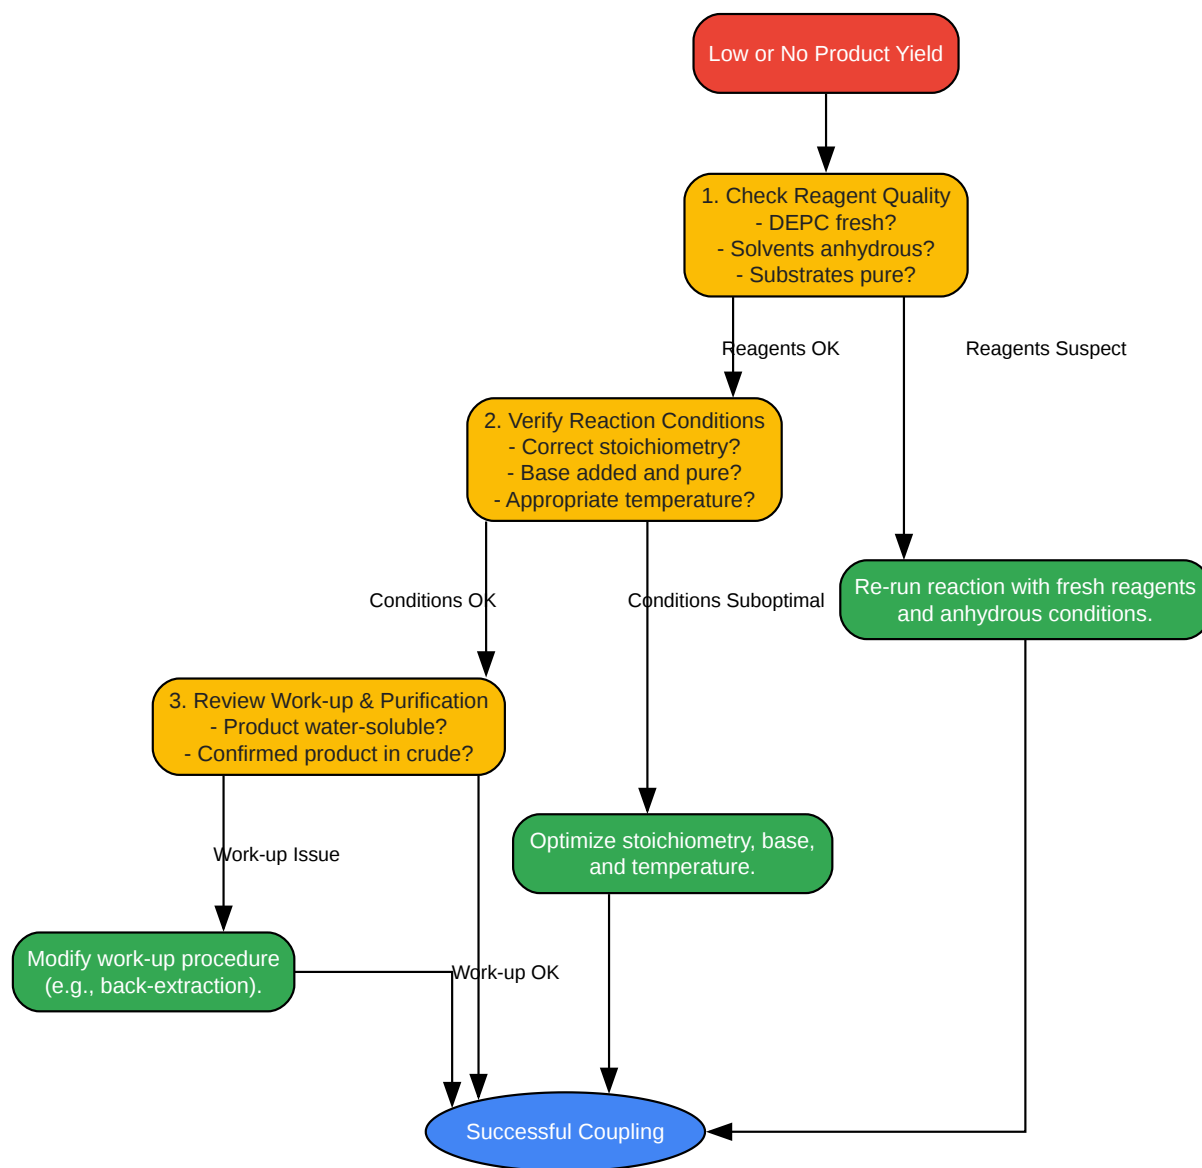 Low or No Product Yield
1. Check Reagent Quality
- DEPC fresh?
- Solvents anhydrous?
- Substrates pure?
Reagents OK
Reagents Suspect
2. Verify Reaction Conditions
- Correct stoichiometry?
- Base added and pure?
- Appropriate temperature?
Conditions OK
Conditions Suboptimal
Re-run reaction with fresh reagents
and anhydrous conditions.
3. Review Work-up & Purification
- Product water-soluble?
- Confirmed product in crude?
Work-up Issue
Optimize stoichiometry, base,
and temperature.
Modify work-up procedure
(e.g., back-extraction).
Work-up OK
Successful Coupling